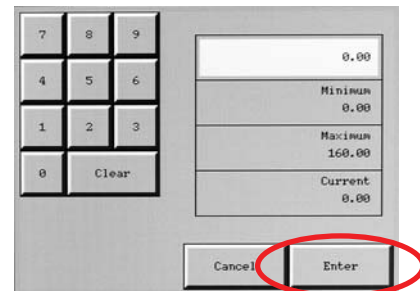 7 8 9
4 5 6
1 2 3
0 Clear
0.00
Minimum
0.00
Maximum
160.00
Current
0.00
Cancel Enter